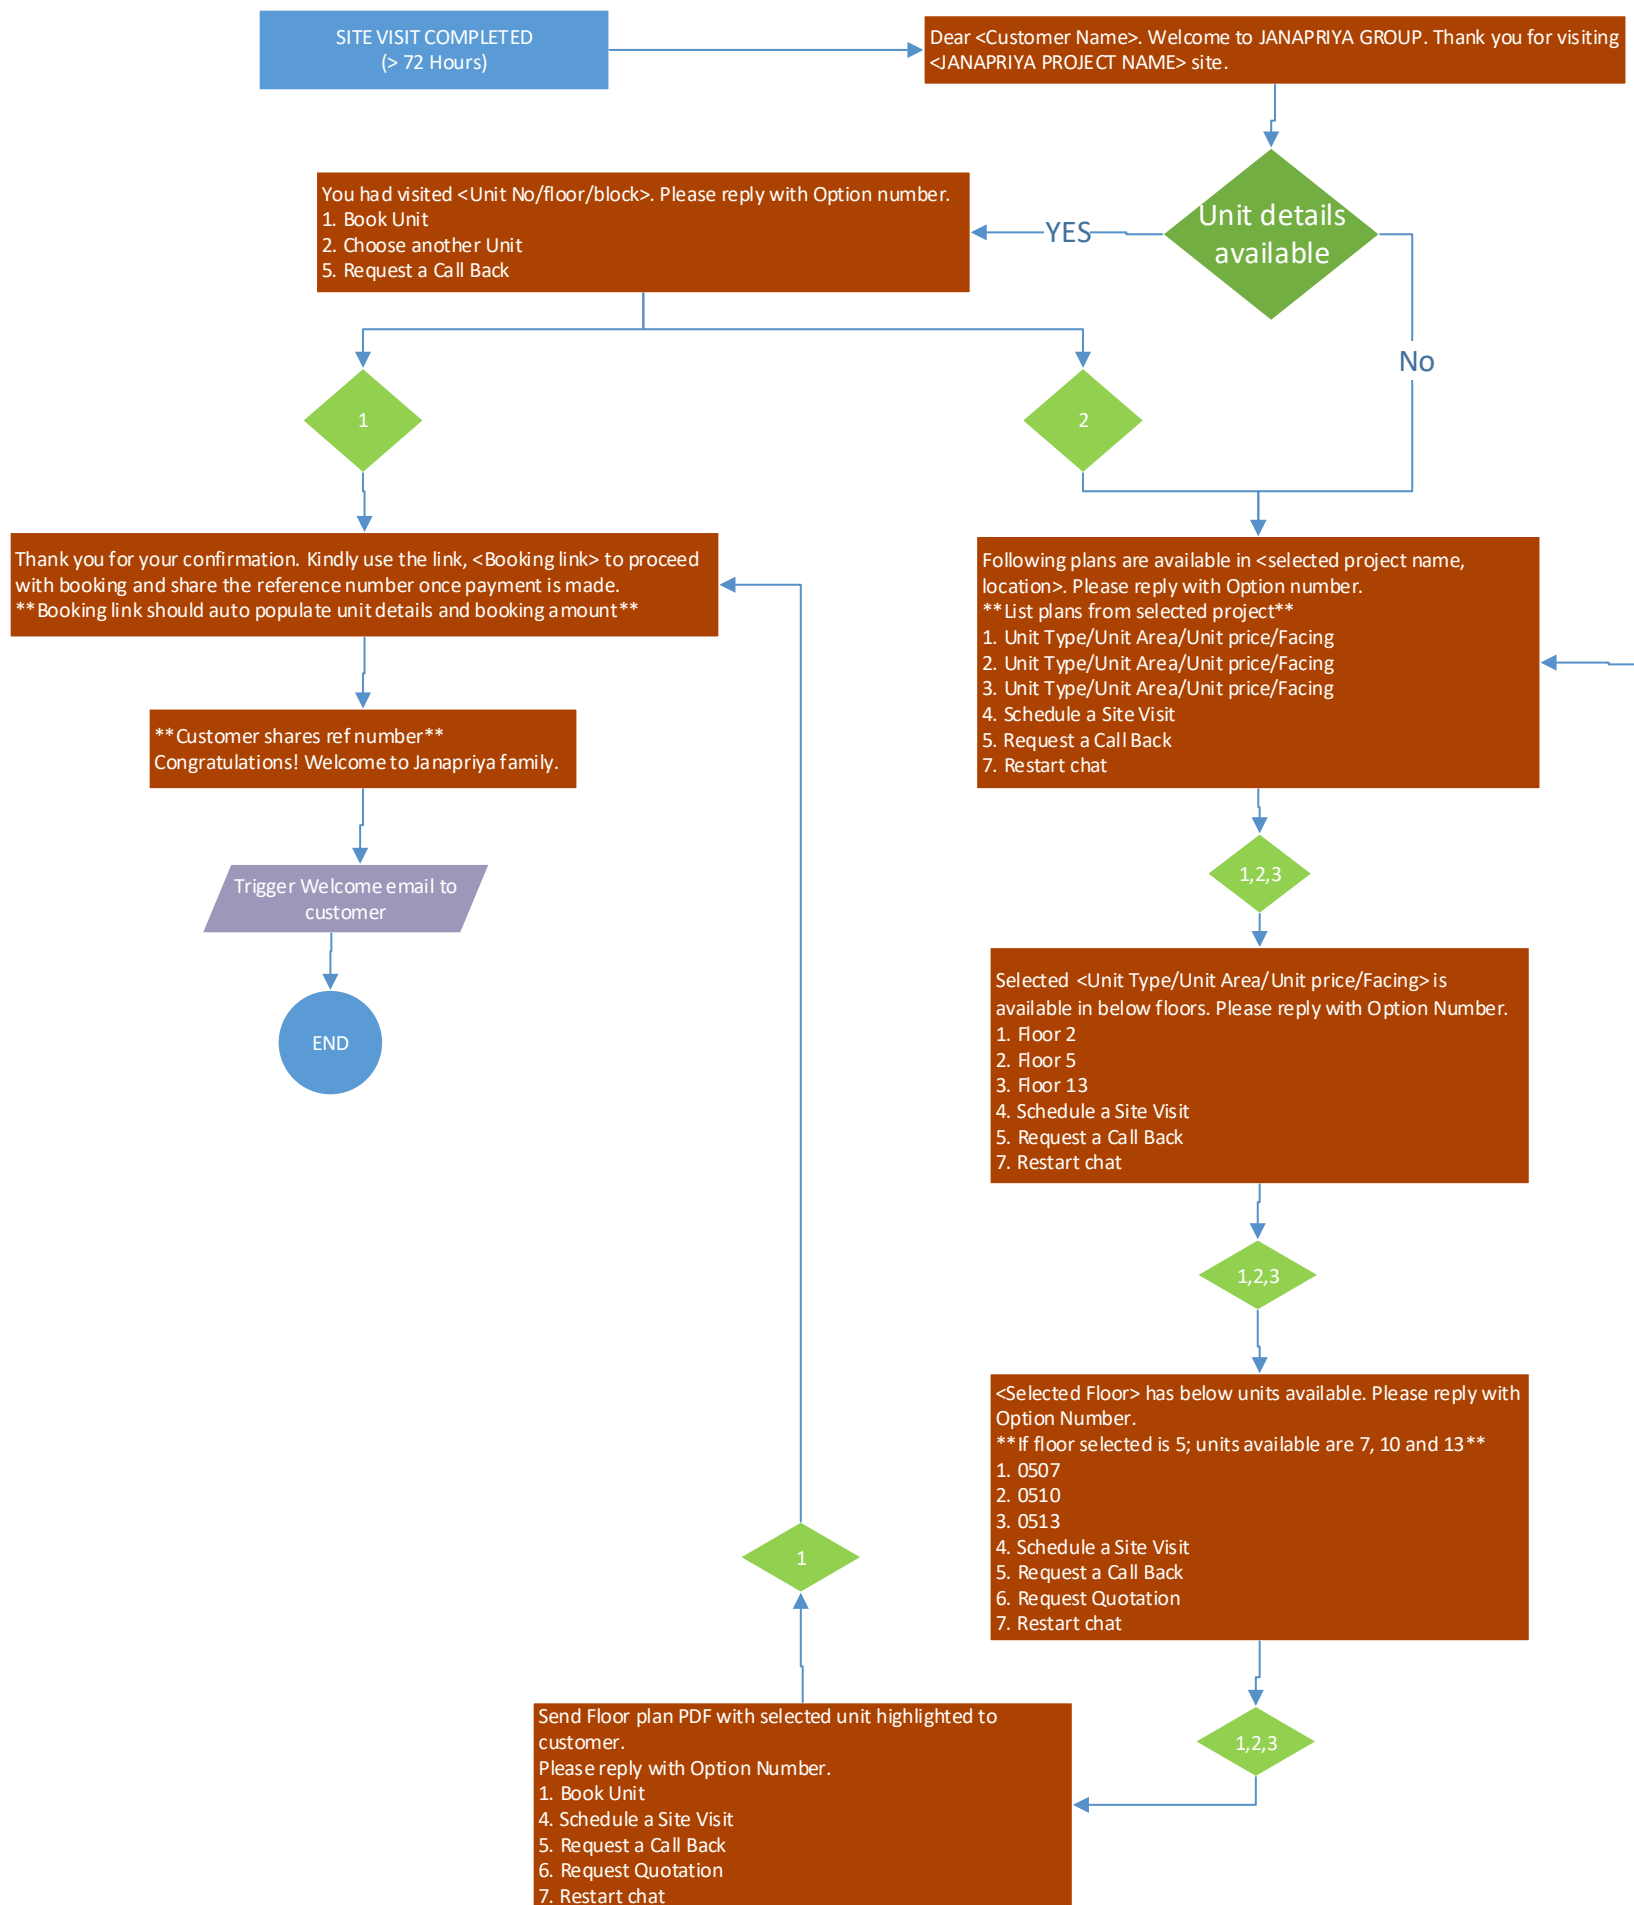 SITE VISIT COMPLETED
(> 72 Hours)
Dear <Customer Name>. Welcome to JANAPRIYA GROUP. Thank you for visiting
<JANAPRIYA PROJECT NAME> site.
Unit details
available
YES
No
You had visited <Unit No/floor/block>. Please reply with Option number.
1. Book Unit
2. Choose another Unit
5. Request a Call Back
1
2
Thank you for your confirmation. Kindly use the link, <Booking link> to proceed
with booking and share the reference number once payment is made.
**Booking link should auto populate unit details and booking amount**
**Customer shares ref number**
Congratulations! Welcome to Janapriya family.
Trigger Welcome email to
customer
END
Following plans are available in <selected project name,
location>. Please reply with Option number.
**List plans from selected project**
1. Unit Type/Unit Area/Unit price/Facing
2. Unit Type/Unit Area/Unit price/Facing
3. Unit Type/Unit Area/Unit price/Facing
4. Schedule a Site Visit
5. Request a Call Back
7. Restart chat
1,2,3
Selected <Unit Type/Unit Area/Unit price/Facing> is
available in below floors. Please reply with Option Number.
1. Floor 2
2. Floor 5
3. Floor 13
4. Schedule a Site Visit
5. Request a Call Back
7. Restart chat
1,2,3
<Selected Floor> has below units available. Please reply with
Option Number.
**If floor selected is 5; units available are 7, 10 and 13**
1. 0507
2. 0510
3. 0513
4. Schedule a Site Visit
5. Request a Call Back
6. Request Quotation
7. Restart chat
1,2,3
Send Floor plan PDF with selected unit highlighted to
customer.
Please reply with Option Number.
1. Book Unit
4. Schedule a Site Visit
5. Request a Call Back
6. Request Quotation
7. Restart chat
1